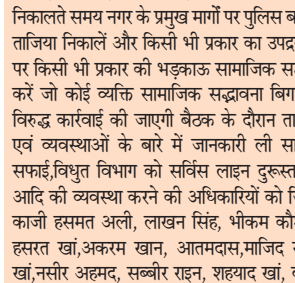 निकालते समय नगर के प्रमुख मार्गों पर पुलिस ब
ताजिया निकालें और किसी भी प्रकार का उपद्र
पर किसी भी प्रकार की भड़काऊ सामाजिक स
करें जो कोई व्यक्ति सामाजिक सद्भावना बिग
विरुद्ध कार्रवाई की जाएगी बैठक के दौरान ता
एवं व्यवस्थाओं के बारे में जानकारी ली सा
सफाई,विधुत विभाग को सर्विस लाइन दुरूस्त
आदि की व्यवस्था करने की अधिकारियों को
काजी हसमत अली, लाखन सिंह, भीकम कौ
हसरत खां,अकरम खान, आतमदास,माजिद
खां,नसीर अहमद, सब्बीर राइन, शहयाद खां,